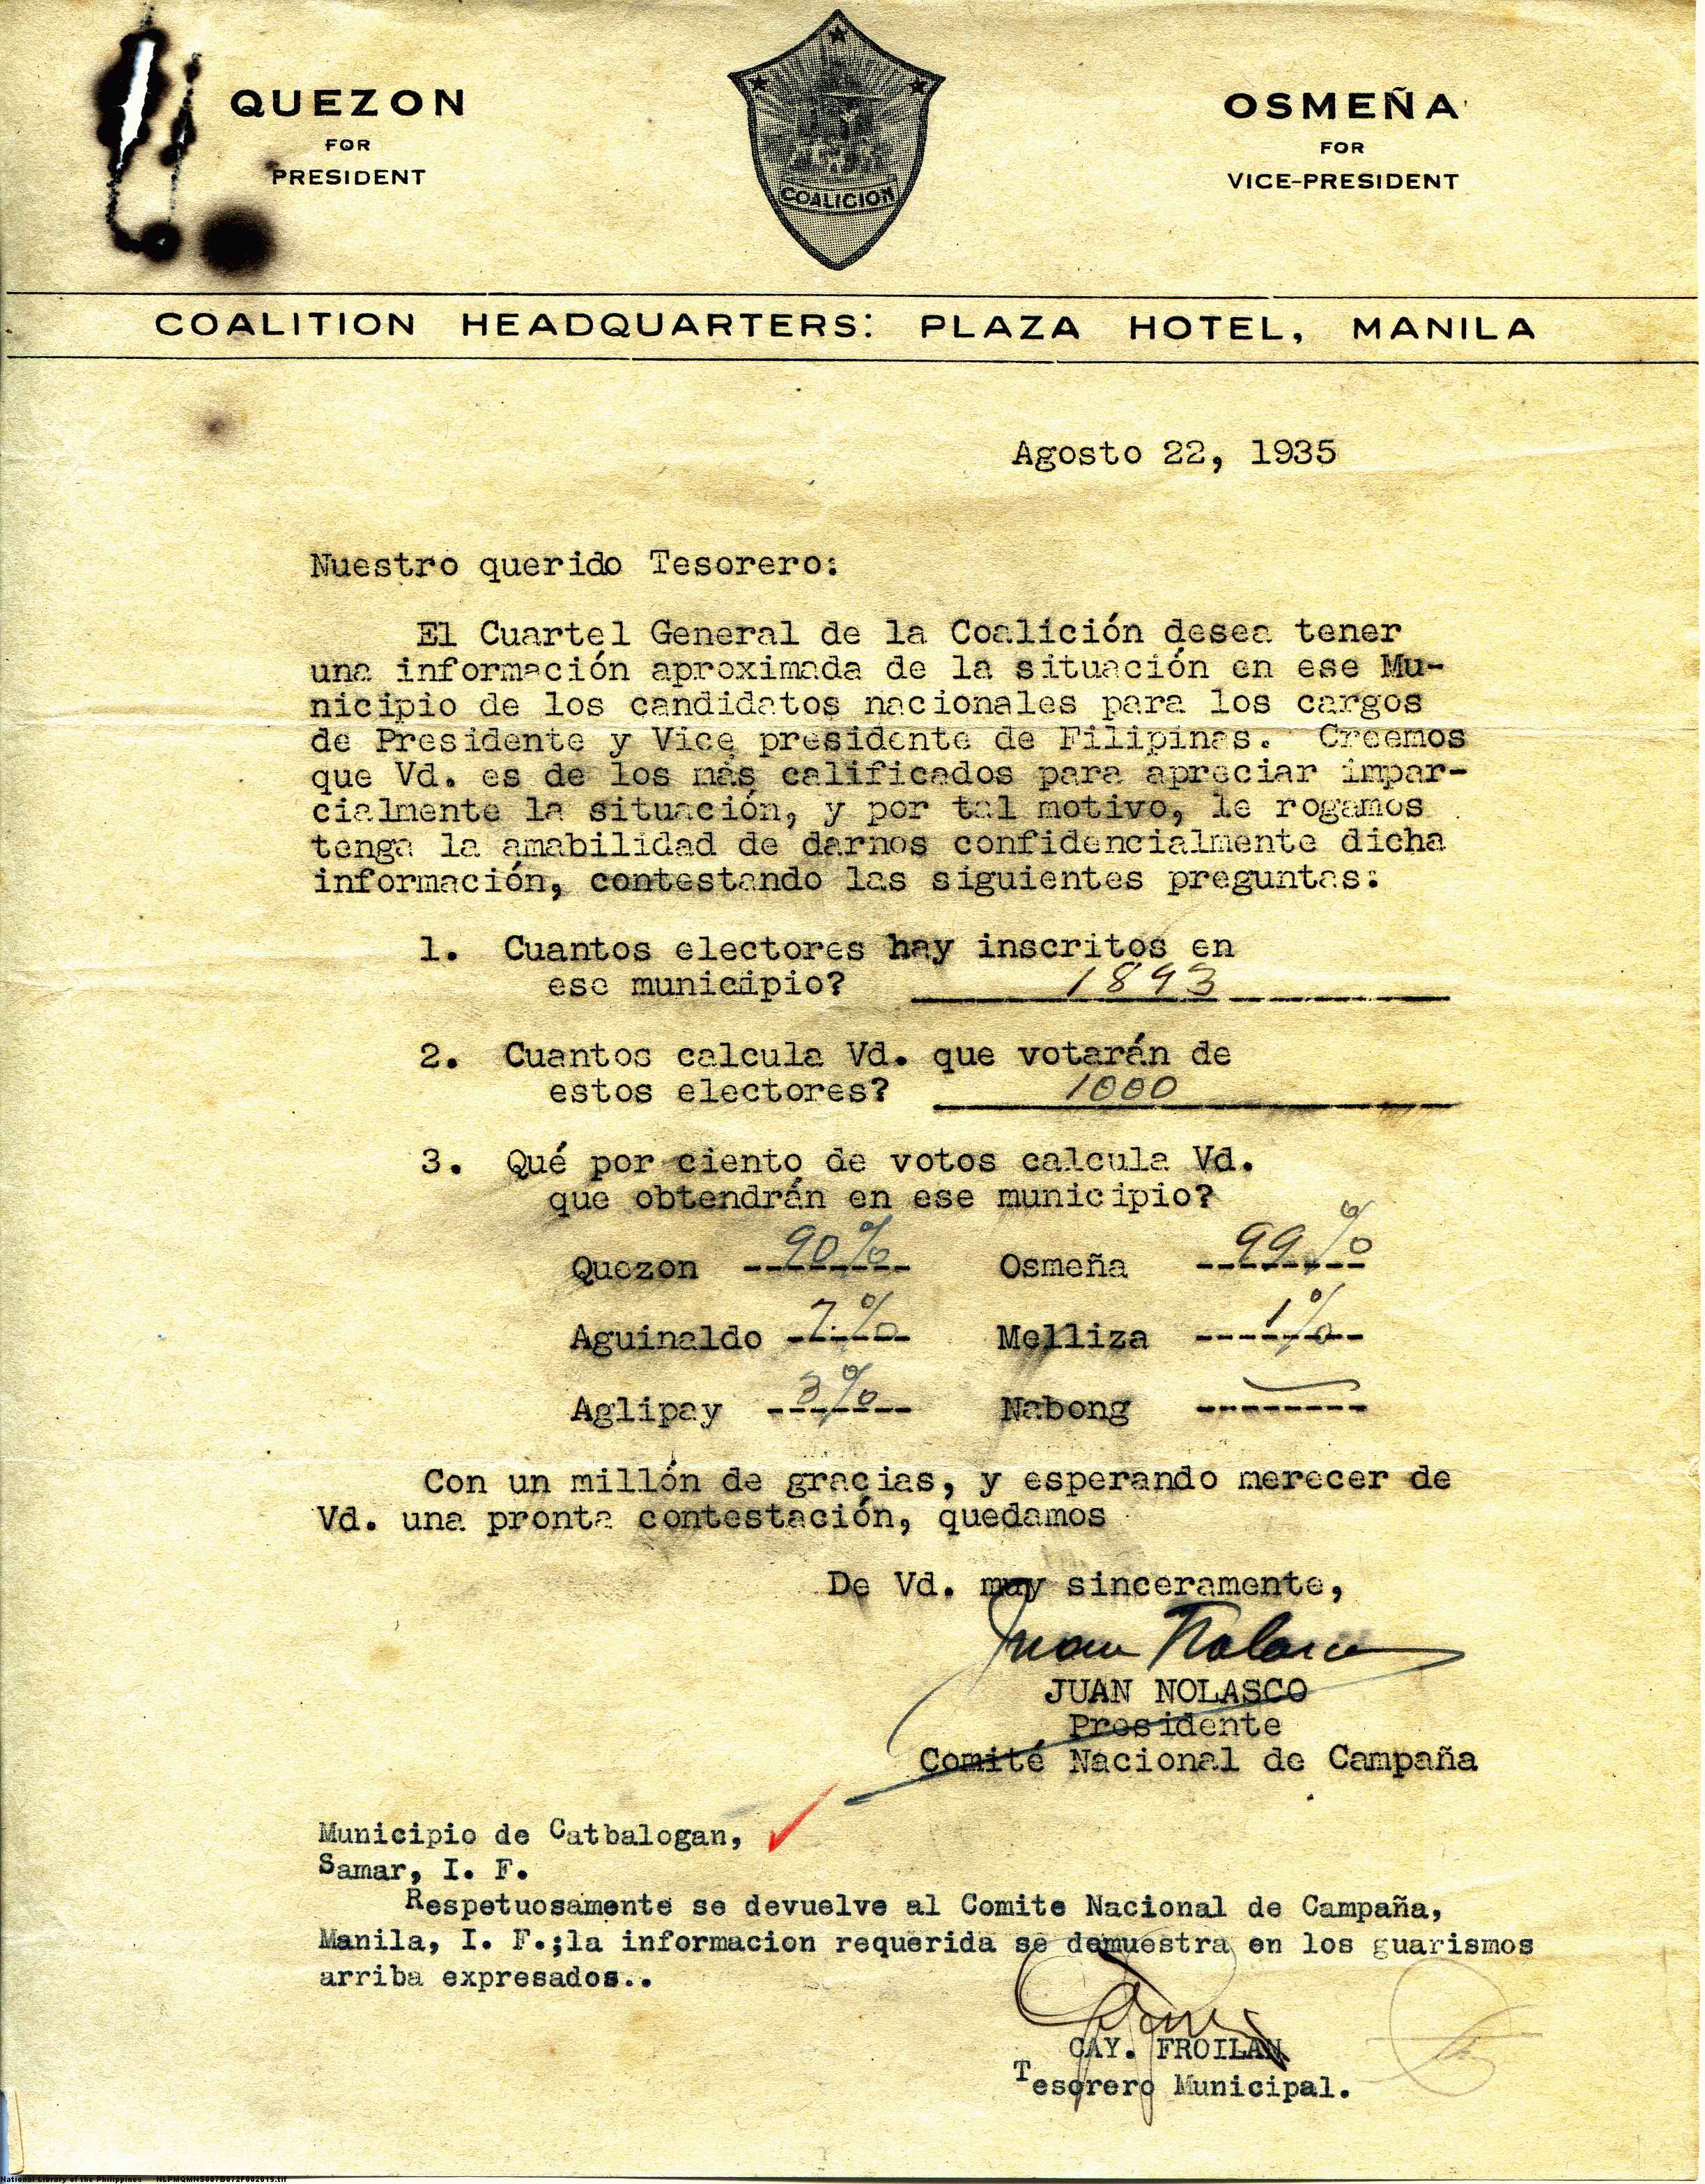 QUEZON
FOR
PRESIDENT
COALICION
OSMEÑA
FOR
VICE-PRESIDENT
COALITION HEADQUARTERS: PLAZA HOTEL, MANILA
Agosto 22, 1935
Nuestro querido Tesorero:
El Cuartel General de la Coalición desea tener
una información aproximada de la situación en ese Mu-
nicipio de los candidatos nacionales para los cargos
de Presidente y Vice presidente de Filipinas. Creemos
que Vd. es de los más calificados para apreciar impar-
cialmente la situación, y por tal motivo, le rogamos
tenga la amabilidad de darnos confidencialmente dicha
información, contestando las siguientes preguntas:
1. Cuantos electores hay inscritos en
ese municipio? 1893
2. Cuantos calcula Vd. que votarán de
estos electores? 1000
3. Qué por ciento de votos calcula Vd.
que obtendrán en ese municipio?
Quezon 90% Osmeña 99%
Aguinaldo 7% Melliza 1%
Aglipay 3% Nabong
Con un millón de gracias, y esperando merecer de
Vd. una pronta contestación, quedamos
De Vd. muy sinceramente,
Juan Nolasco
JUAN NOLASCO
Presidente
Comité Nacional de Campaña
Municipio de Catbalogan,
Samar, I. F.
Respetuosamente se devuelve al Comite Nacional de Campaña,
Manila, I. F.;la informacion requerida se demuestra en los guarismos
arriba expresados..
CAY. FROILAN
Tesorero Municipal.
National Library of the Philippines